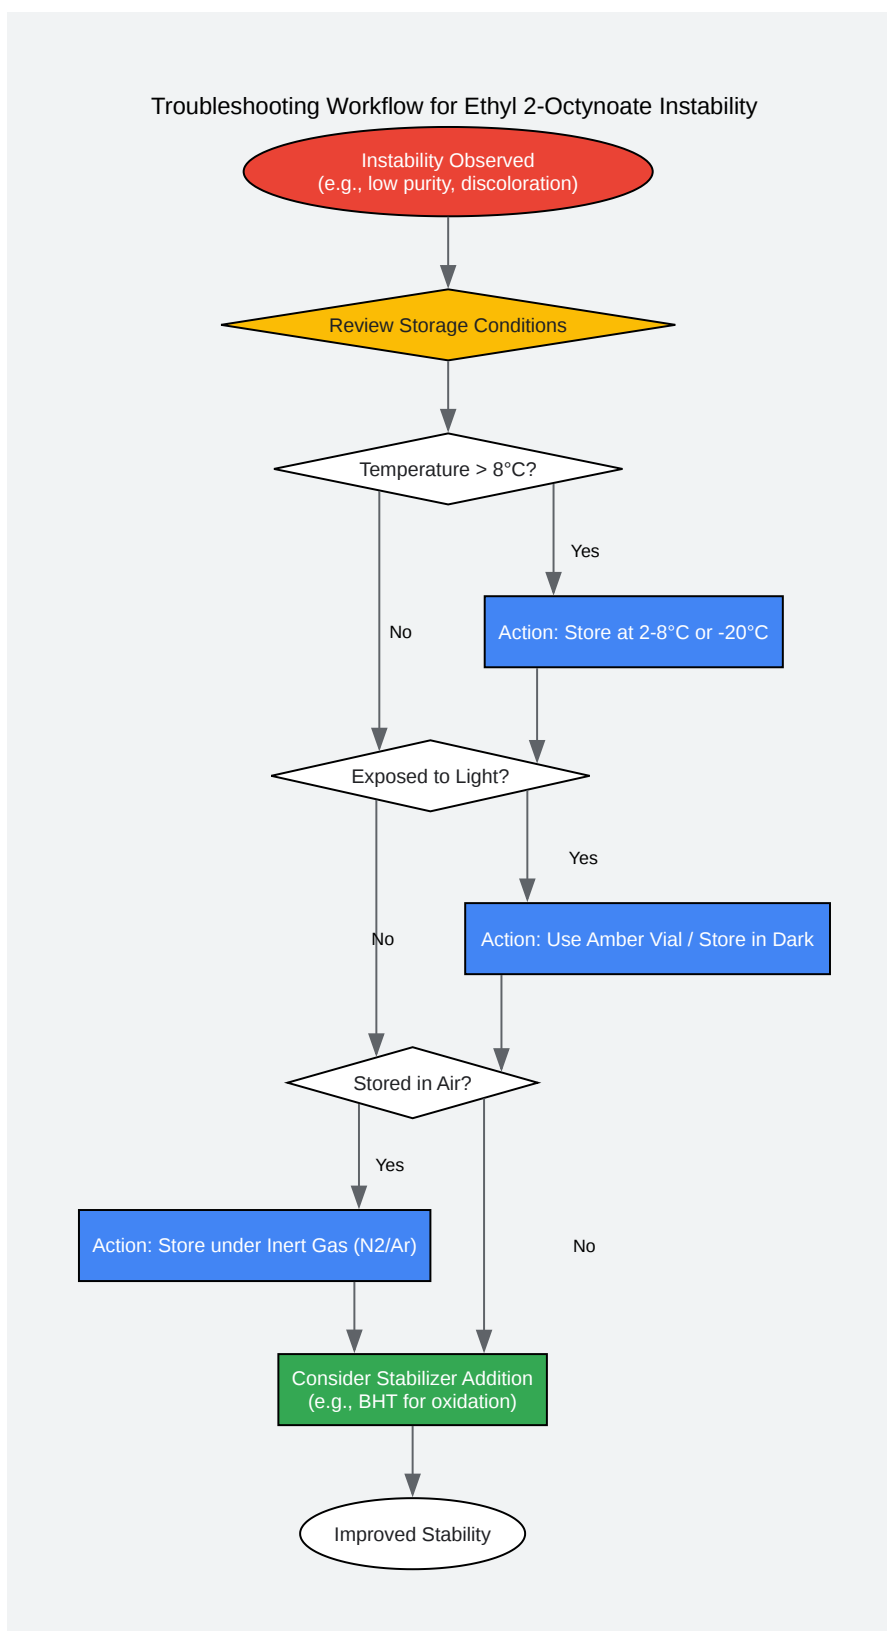 Troubleshooting Workflow for Ethyl 2-Octynoate Instability
Instability Observed
(e.g., low purity, discoloration)
Review Storage Conditions
Temperature > 8°C?
Yes
No
Action: Store at 2-8°C or -20°C
Exposed to Light?
Yes
No
Action: Use Amber Vial / Store in Dark
Stored in Air?
Yes
No
Action: Store under Inert Gas (N2/Ar)
Consider Stabilizer Addition
(e.g., BHT for oxidation)
Improved Stability